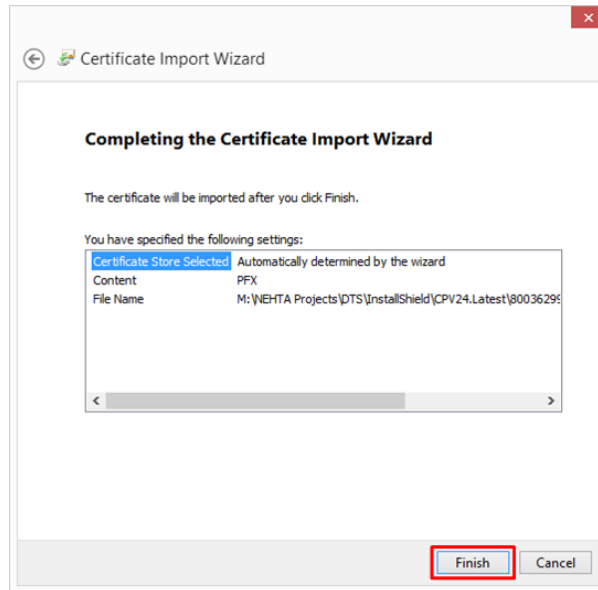 Certificate Import Wizard
Completing the Certificate Import Wizard
The certificate will be imported after you click Finish.
You have specified the following settings:
Certificate Store Selected Automatically determined by the wizard
Content PFX
File Name M:\NEHTA Projects\DTS\InstallShield\CPV24.Latest\80036299
Finish Cancel